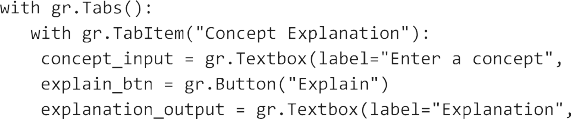 with gr.Tabs():
with gr.TabItem("Concept Explanation"):
concept_input = gr.Textbox(label="Enter a concept",
explain_btn = gr.Button("Explain")
explanation_output = gr.Textbox(label="Explanation",